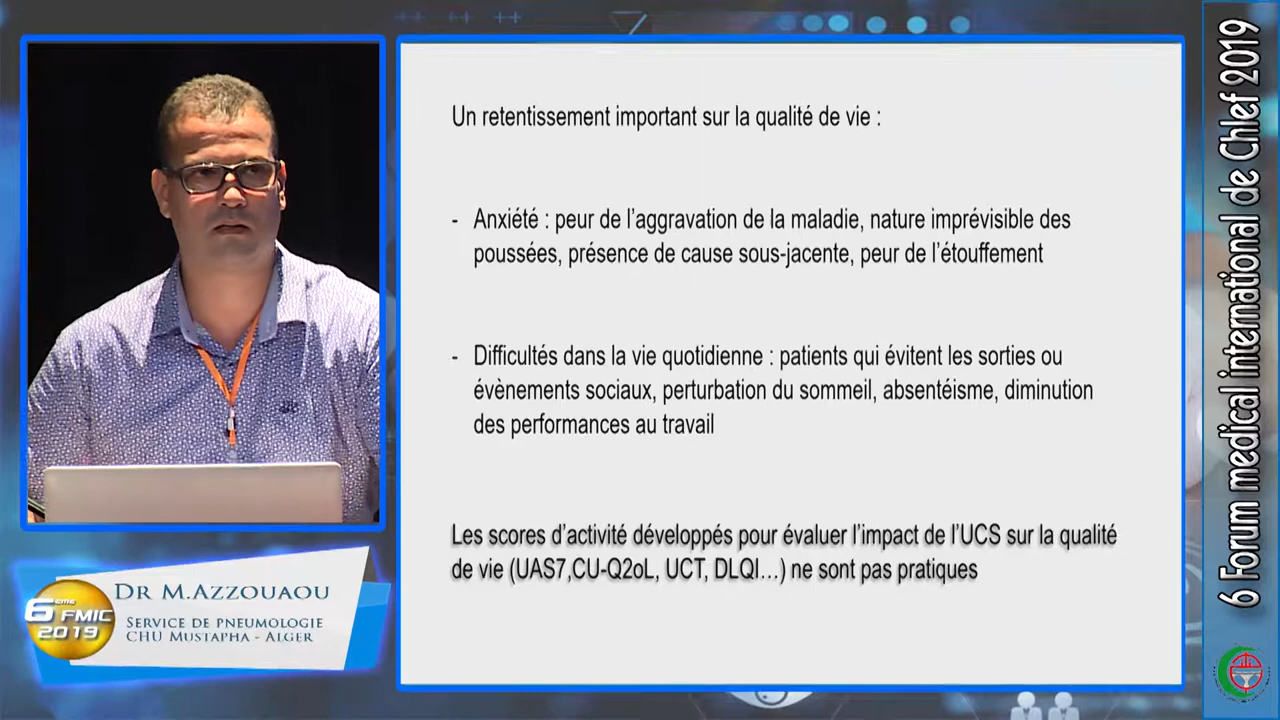 Un retentissement important sur la qualité de vie :
- Anxiété : peur de l'aggravation de la maladie, nature imprévisible des
poussées, présence de cause sous-jacente, peur de l'étouffement
- Difficultés dans la vie quotidienne : patients qui évitent les sorties ou
évènements sociaux, perturbation du sommeil, absentéisme, diminution
des performances au travail
Les scores d'activité développés pour évaluer l'impact de l'UCS sur la qualité
de vie (UAS7,CU-Q2oL, UCT, DLQI…) ne sont pas pratiques
6ème FMIC
2019
Dr M.Azzouaou
Service de pneumologie
CHU Mustapha - Alger
6 Forum medical international de Chlef 2019